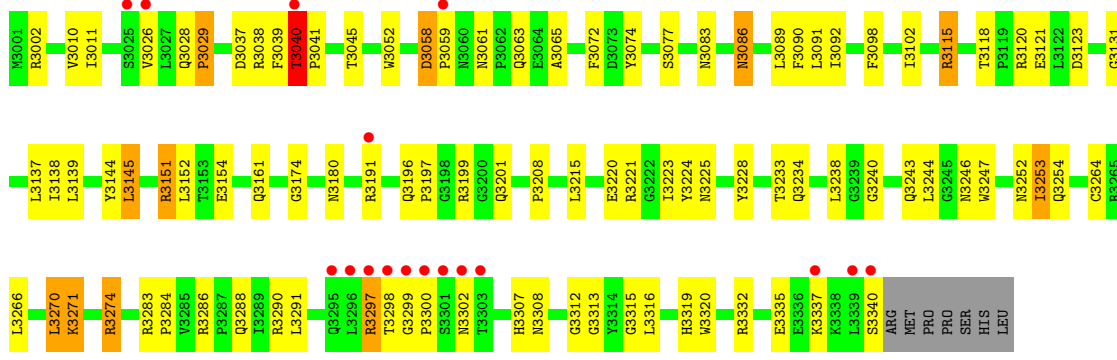 M3001 R3002 V3010 I3011 S3025 V3026 L3027 Q3028 P3029 D3037 R3038 F3039 I3040 P3041 T3045 W3052 D3058 P3059 N3060 N3061 P3062 Q3063 E3064 A3065 F3072 D3073 Y3074 S3077 N3083 N3086 L3089 F3090 L3091 I3092 F3098 I3102 R3115 T3118 P3119 R3120 E3121 L3122 D3123 G3131
L3137 I3138 L3139 Y3144 L3145 R3151 L3152 T3153 E3154 Q3161 G3174 N3180 R3191 Q3196 P3197 G3198 R3199 G3200 Q3201 P3208 L3215 E3220 R3221 G3222 I3223 Y3224 N3225 Y3228 T3233 Q3234 L3238 G3239 G3240 Q3243 L3244 G3245 N3246 W3247 N3252 I3253 Q3254 C3264 R3265
L3266 L3270 K3271 R3274 R3283 P3284 V3285 R3286 P3287 Q3288 I3289 R3290 L3291 Q3295 L3296 R3297 T3298 G3299 P3300 S3301 N3302 T3303 H3307 N3308 G3312 G3313 Y3314 G3315 L3316 H3319 W3320 R3332 E3335 E3336 K3337 K3338 L3339 S3340 ARG MET PRO PRO SER HIS LEU